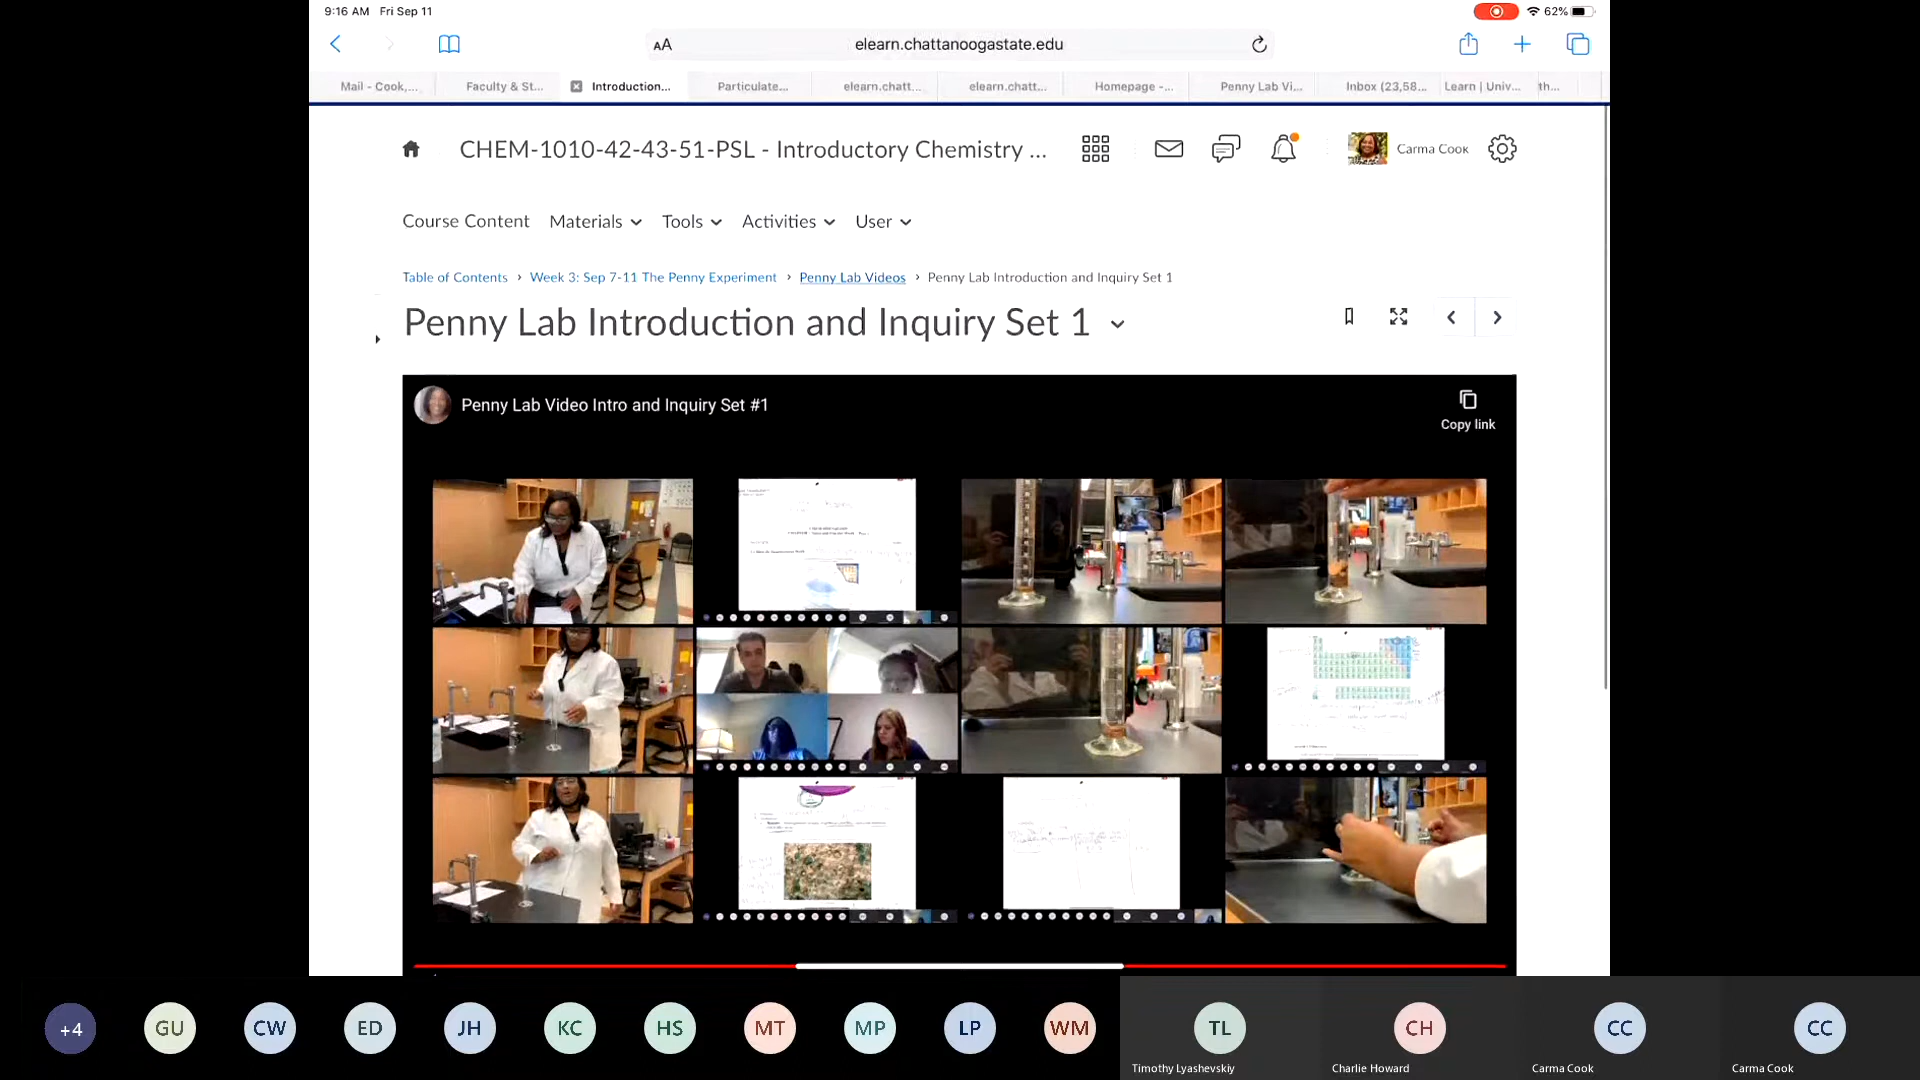 9:16 AM Fri Sep 11
62%
AA elearn.chattanoogastate.edu
Mail - Cook,... Faculty & St... Introduction... Particulate... elearn.chatt... elearn.chatt... Homepage -... Penny Lab Vi... Inbox (23,58... Learn | Univ... th...
CHEM-1010-42-43-51-PSL - Introductory Chemistry ... Carma Cook
Course Content Materials Tools Activities User
Table of Contents › Week 3: Sep 7-11 The Penny Experiment › Penny Lab Videos › Penny Lab Introduction and Inquiry Set 1
Penny Lab Introduction and Inquiry Set 1
Penny Lab Video Intro and Inquiry Set #1
Copy link
+4 GU CW ED JH KC HS MT MP LP WM TL CH CC CC
Timothy Lyashevskiy Charlie Howard Carma Cook Carma Cook